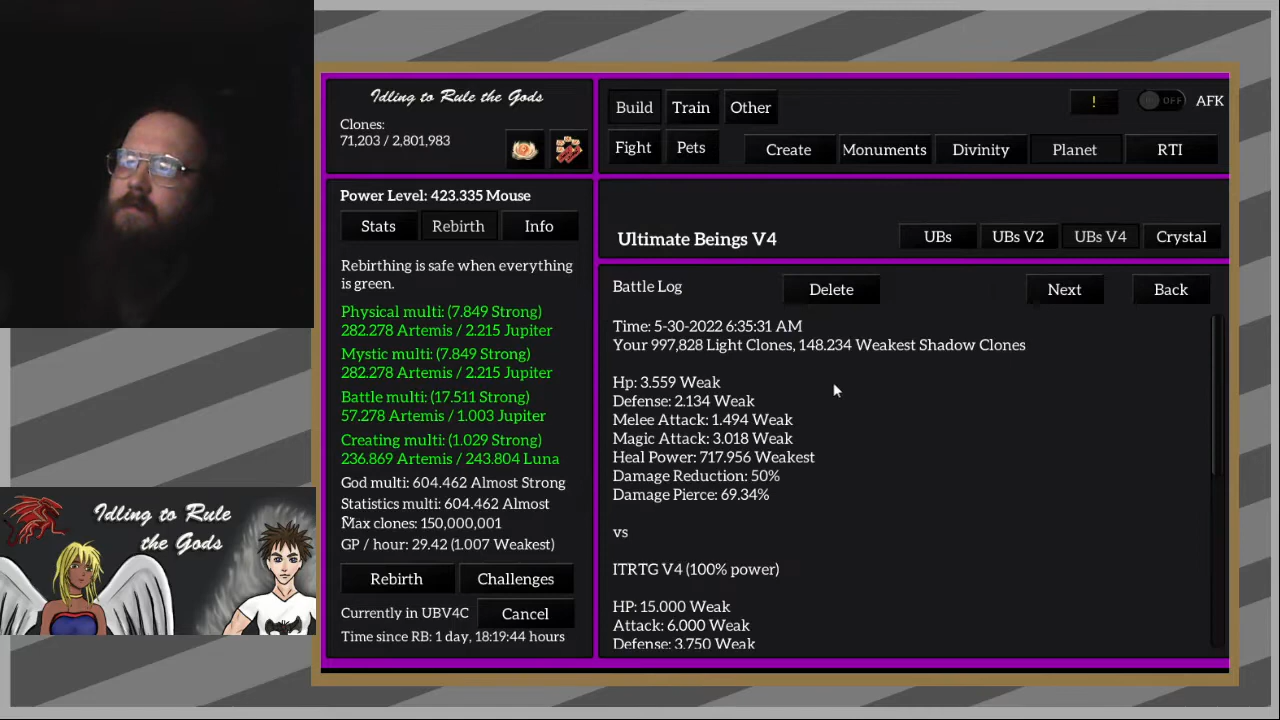 Idling to Rule the Gods
Clones:
71,203 / 2,801,983
Power Level: 423.335 Mouse
Stats
Rebirth
Info
Rebirthing is safe when everything
is green.
Physical multi: (7.849 Strong)
282.278 Artemis / 2.215 Jupiter
Mystic multi: (7.849 Strong)
282.278 Artemis / 2.215 Jupiter
Battle multi: (17.511 Strong)
57.278 Artemis / 1.003 Jupiter
Creating multi: (1.029 Strong)
236.869 Artemis / 243.804 Luna
God multi: 604.462 Almost Strong
Statistics multi: 604.462 Almost
Max clones: 150,000,001
GP / hour: 29.42 (1.007 Weakest)
Rebirth
Challenges
Currently in UBV4C
Cancel
Time since RB: 1 day, 18:19:44 hours
Build
Train
Other
!
OFF
AFK
Fight
Pets
Create
Monuments
Divinity
Planet
RTI
Ultimate Beings V4
UBs
UBs V2
UBs V4
Crystal
Battle Log
Delete
Next
Back
Time: 5-30-2022 6:35:31 AM
Your 997,828 Light Clones, 148.234 Weakest Shadow Clones
Hp: 3.559 Weak
Defense: 2.134 Weak
Melee Attack: 1.494 Weak
Magic Attack: 3.018 Weak
Heal Power: 717.956 Weakest
Damage Reduction: 50%
Damage Pierce: 69.34%
vs
ITRTG V4 (100% power)
HP: 15.000 Weak
Attack: 6.000 Weak
Defense: 3.750 Weak
Idling to Rule
the Gods